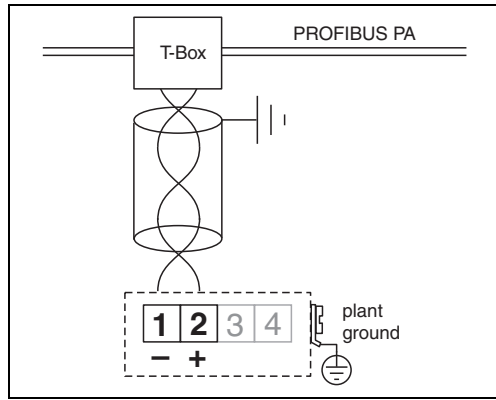 PROFIBUS PA
T-Box
1 2 3 4
– +
plant
ground